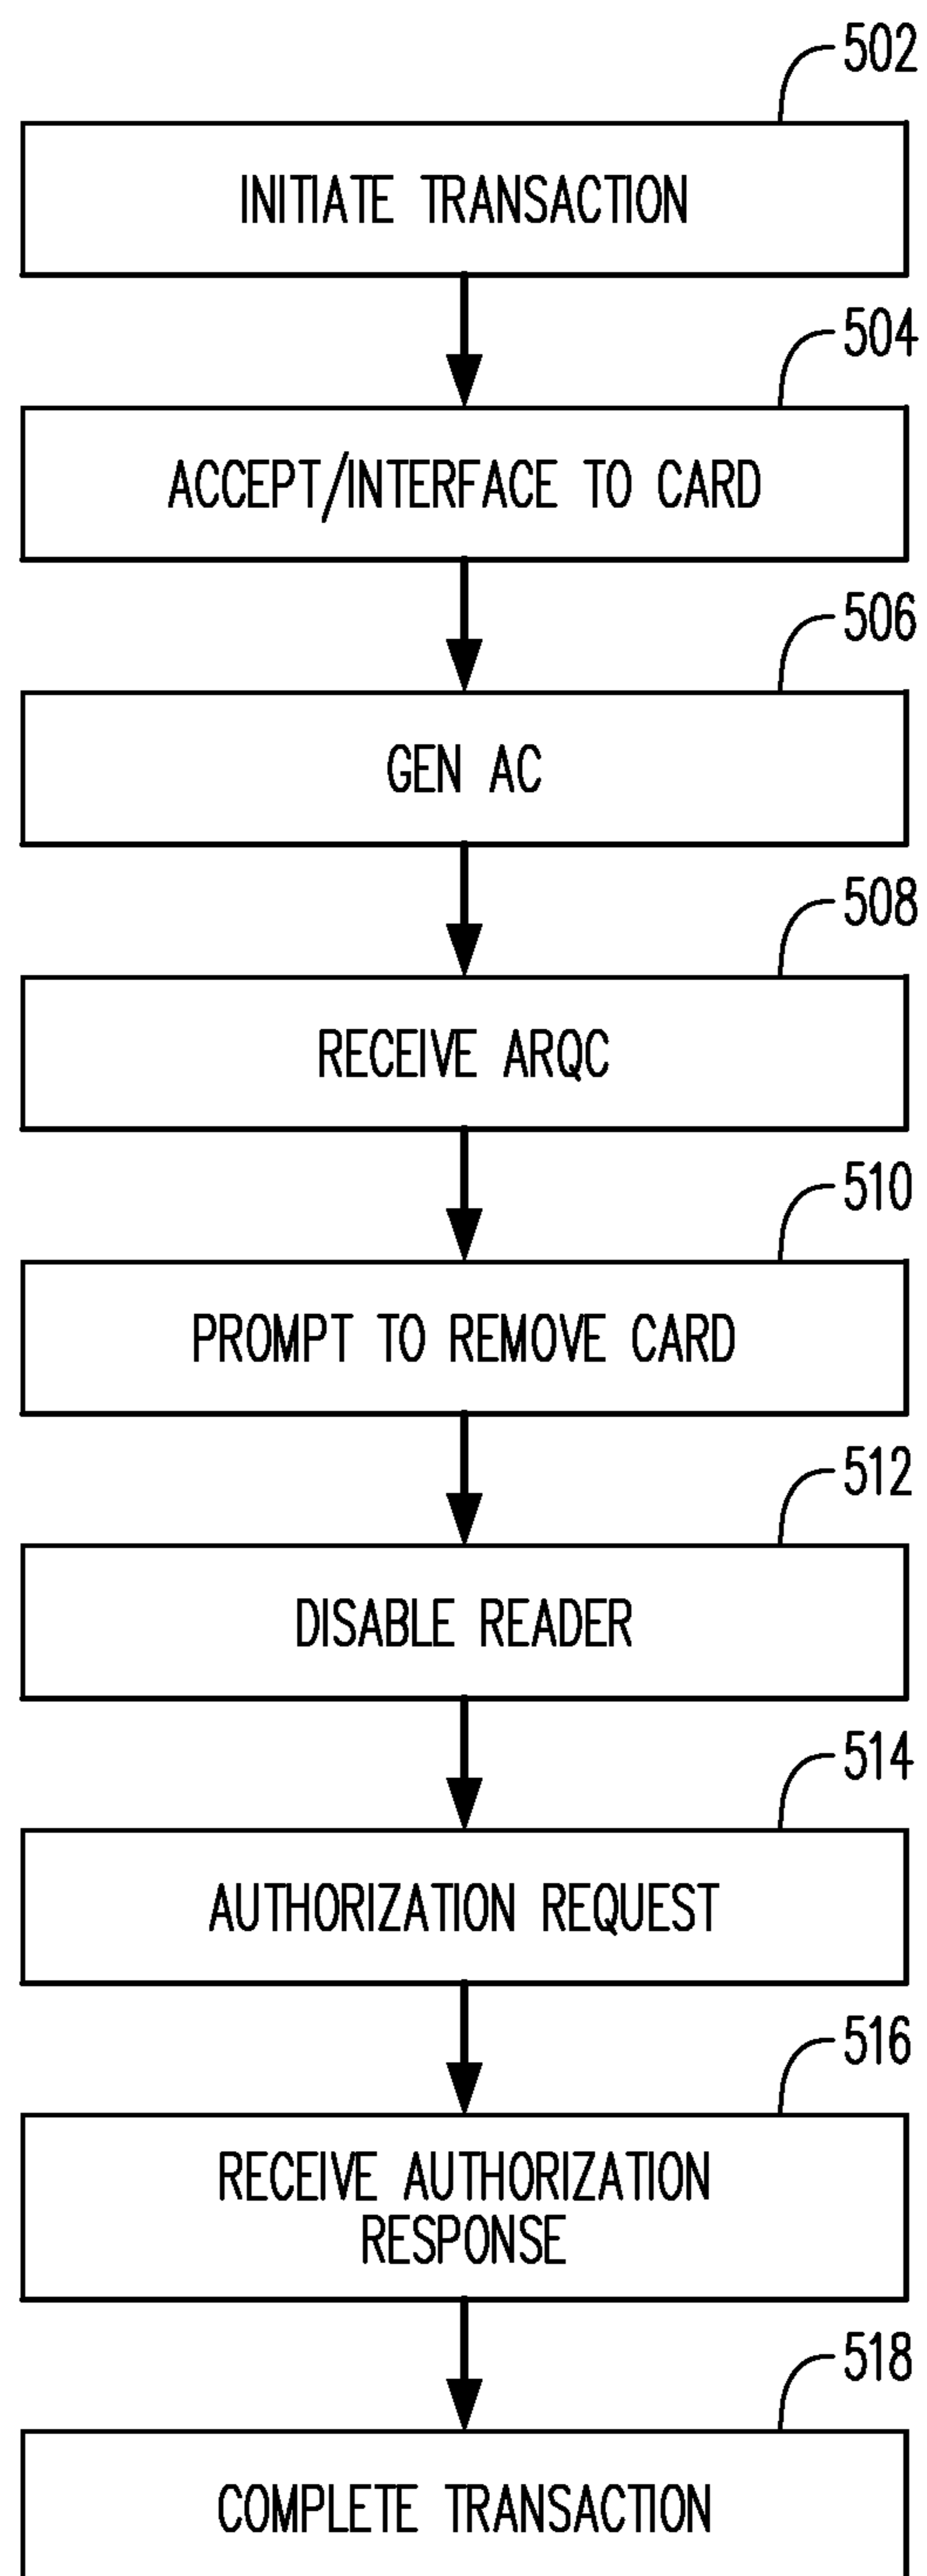 502
INITIATE TRANSACTION
504
ACCEPT/INTERFACE TO CARD
506
GEN AC
508
RECEIVE ARQC
510
PROMPT TO REMOVE CARD
512
DISABLE READER
514
AUTHORIZATION REQUEST
516
RECEIVE AUTHORIZATION
RESPONSE
518
COMPLETE TRANSACTION